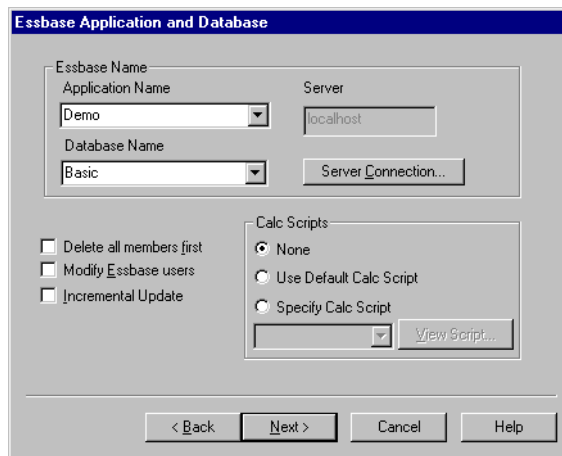 Essbase Application and Database
Essbase Name
Application Name
Server
Demo
localhost
Database Name
Basic
Server Connection...
Delete all members first
Modify Essbase users
Incremental Update
Calc Scripts
None
Use Default Calc Script
Specify Calc Script
View Script...
< Back
Next >
Cancel
Help